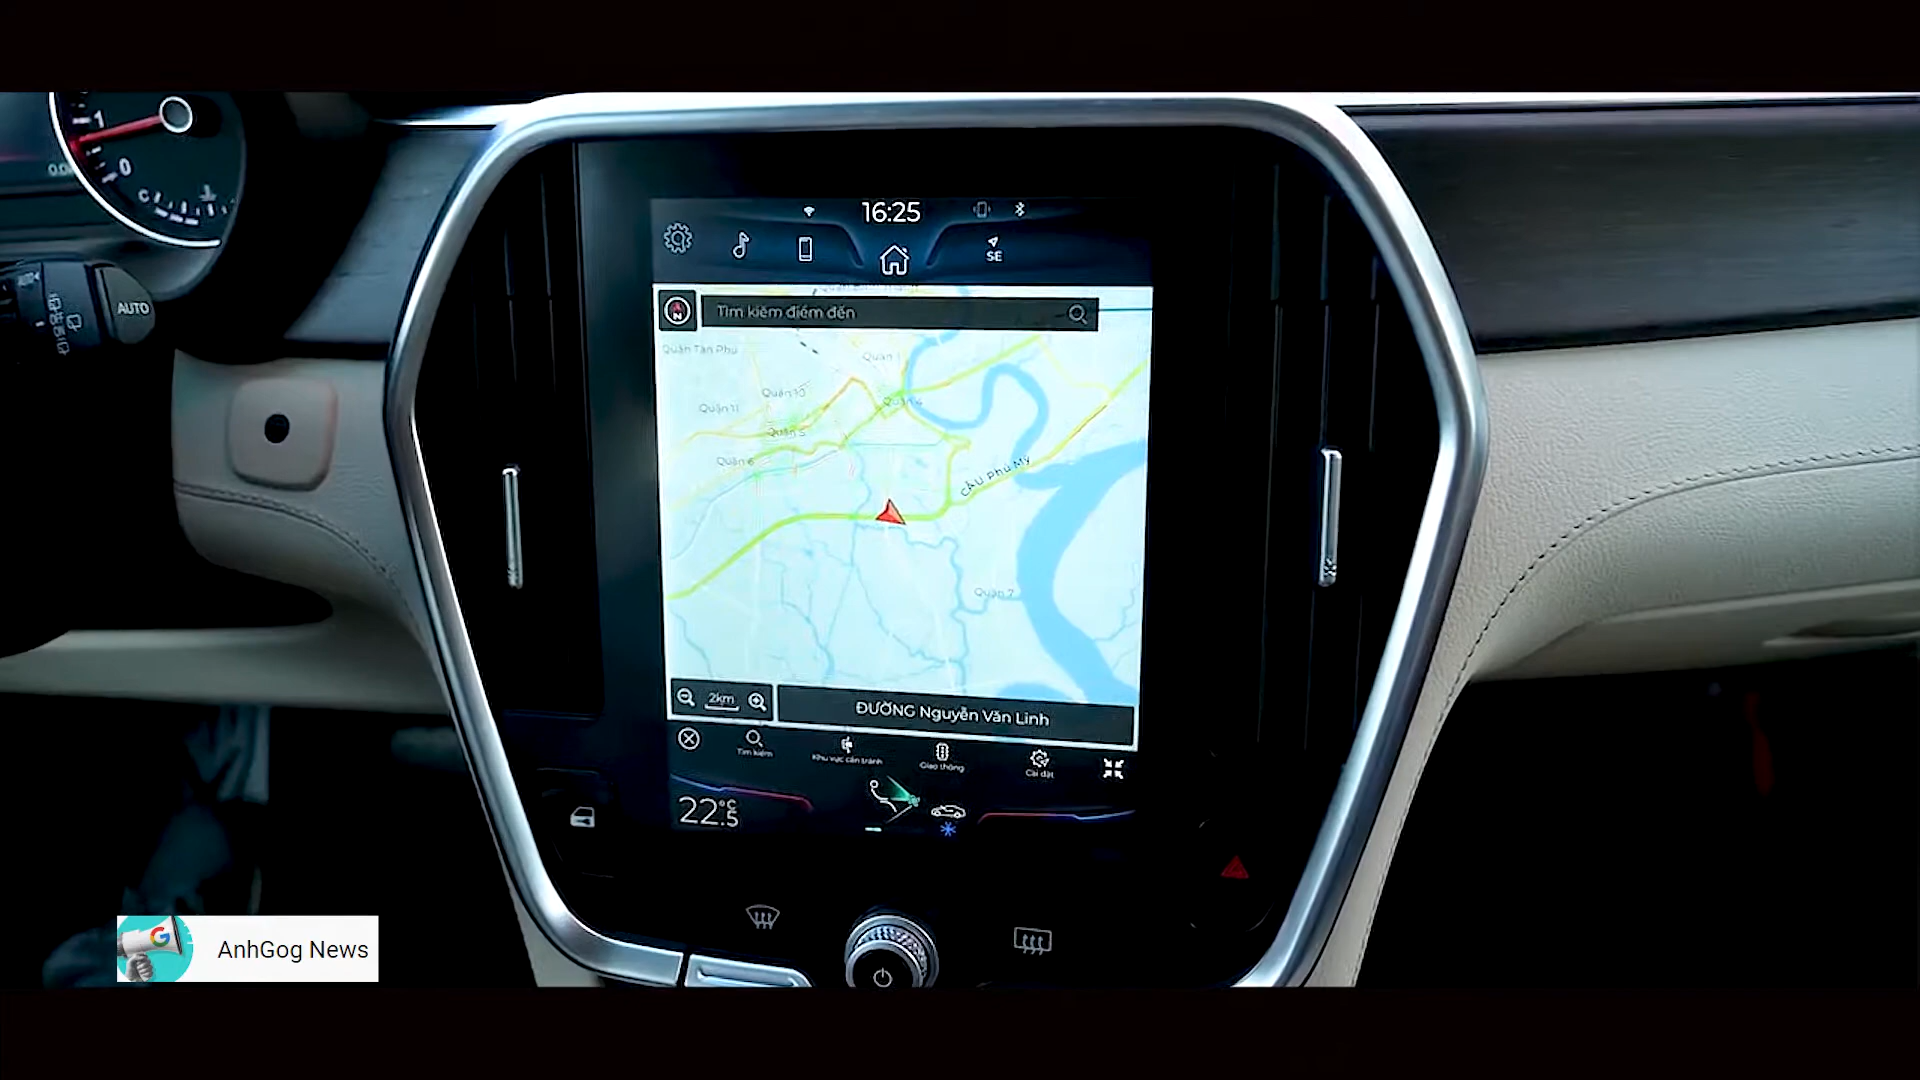 1
0
C
AUTO
16:25
SE
N
Tìm kiếm điểm đến
Quận Tân Phú
Quận 1
Quận 10
Quận 4
Quận 11
Quận 5
Quận 6
Cầu Phú Mỹ
Quận 7
2km
ĐƯỜNG Nguyễn Văn Linh
Tìm kiếm
Khu vực cần tránh
Giao thông
Cài đặt
22.5°C
G
AnhGog News